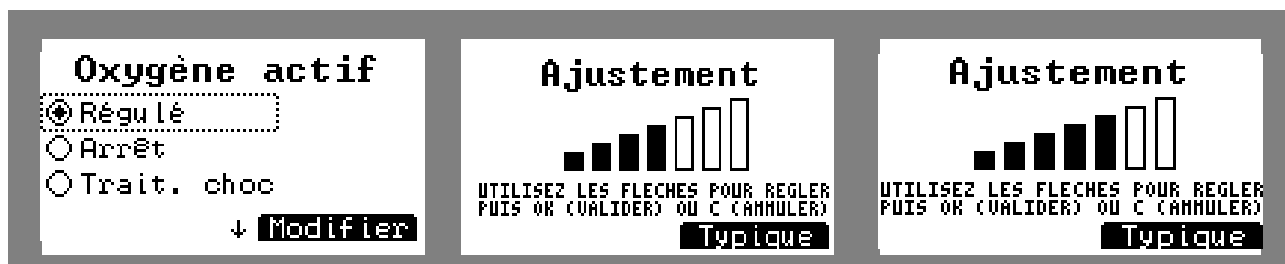 Oxygène actif
Régulé
Arrêt
Trait. choc
↓ Modifier
Ajustement
UTILISEZ LES FLECHES POUR REGLER
PUIS OK (VALIDER) OU C (ANNULER)
Typique
Ajustement
UTILISEZ LES FLECHES POUR REGLER
PUIS OK (VALIDER) OU C (ANNULER)
Typique